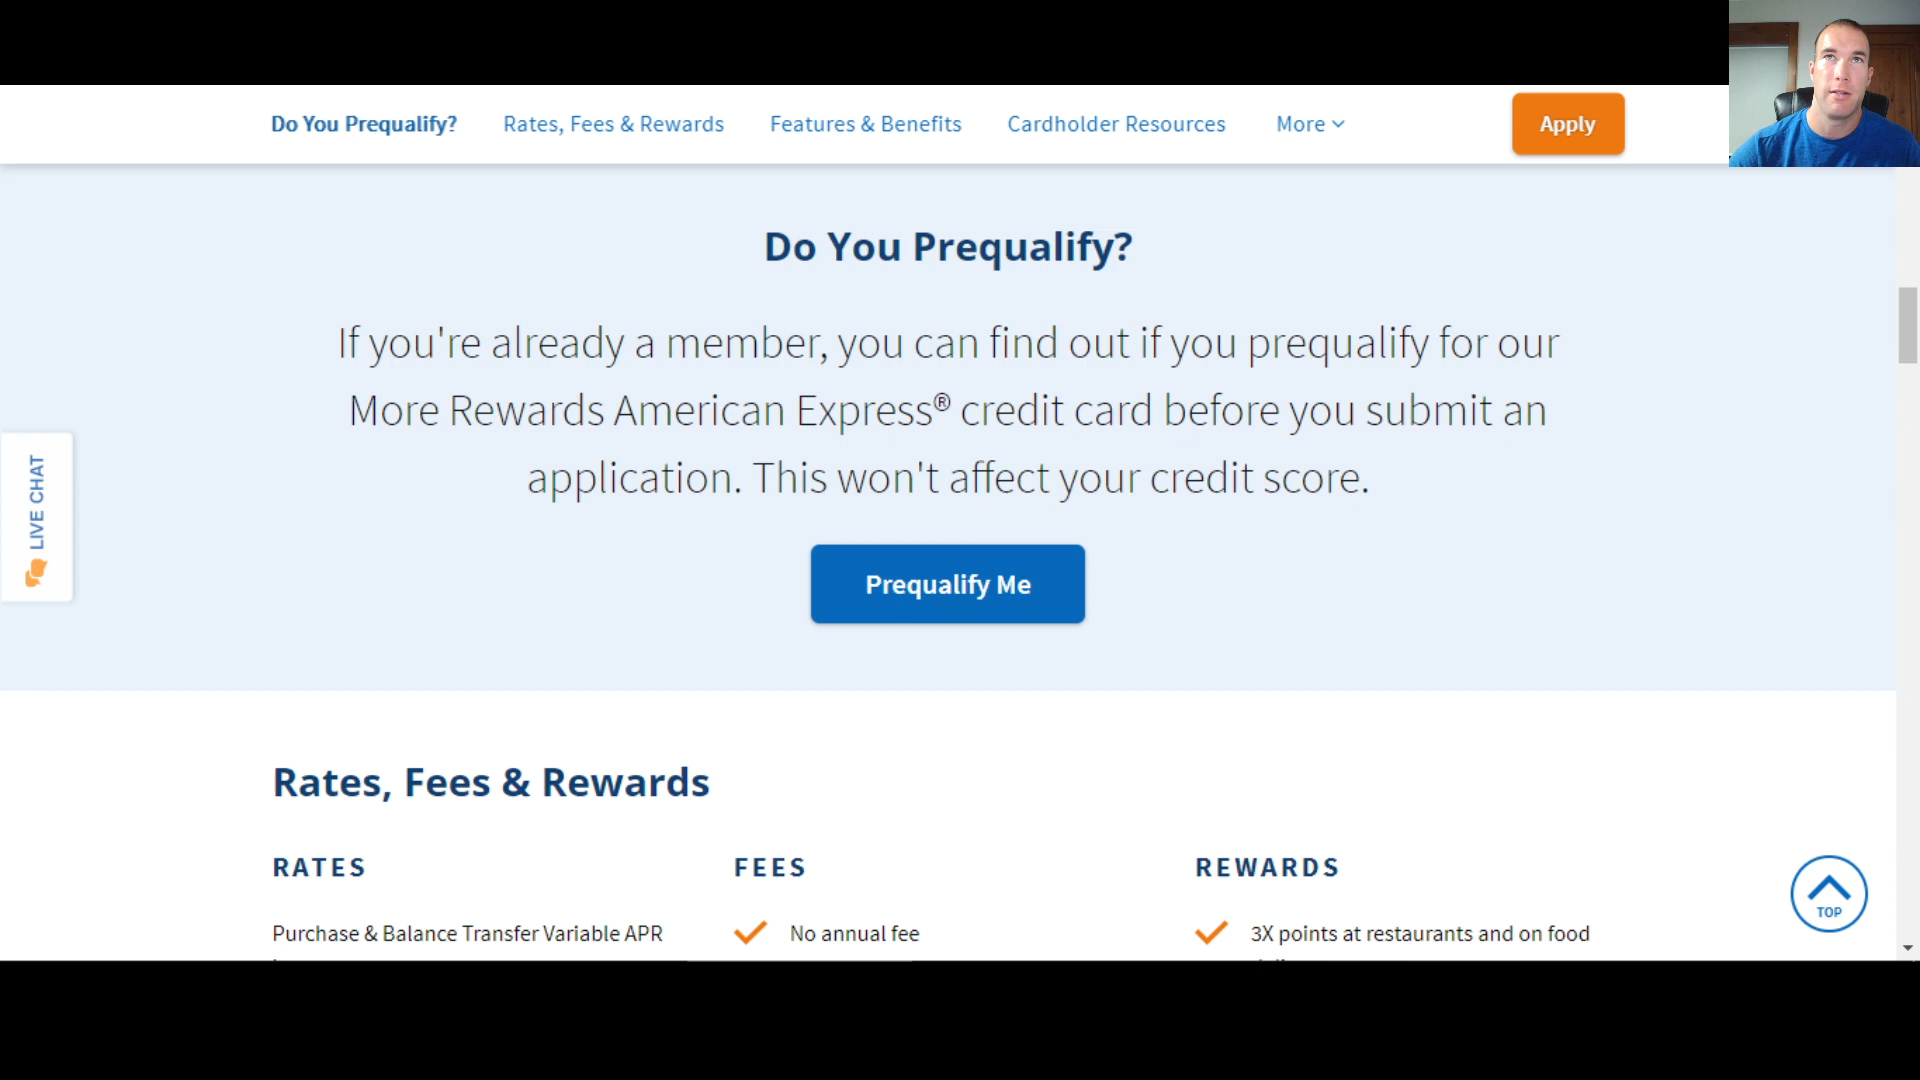 Do You Prequalify? Rates, Fees & Rewards Features & Benefits Cardholder Resources More Apply
Do You Prequalify?
If you're already a member, you can find out if you prequalify for our
More Rewards American Express® credit card before you submit an
application. This won't affect your credit score.
LIVE CHAT
Prequalify Me
Rates, Fees & Rewards
RATES
Purchase & Balance Transfer Variable APR
FEES
No annual fee
REWARDS
3X points at restaurants and on food
TOP